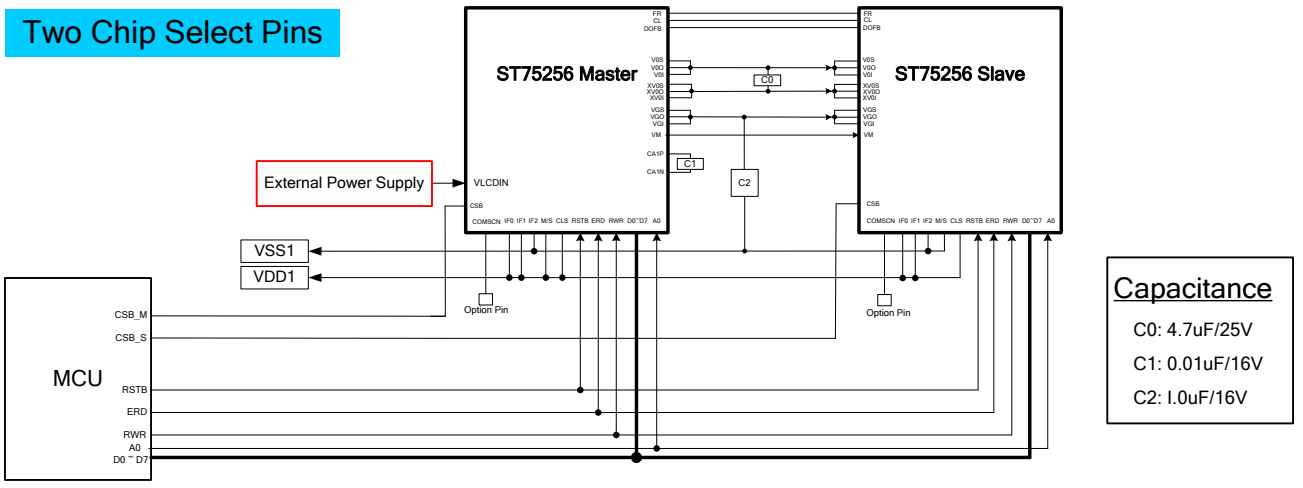 Two Chip Select Pins
ST75256 Master
FR
CL
DOFB
V0S
V0O
V0I
XV0S
XV0O
XV0I
VGS
VGO
VGI
VM
CA1P
CA1N
VLCDIN
CSB
COMSCN IF0 IF1 IF2 M/S CLS RSTB ERD RWR D0~D7 A0
C0
C1
C2
ST75256 Slave
FR
CL
DOFB
V0S
V0O
V0I
XV0S
XV0O
XV0I
VGS
VGO
VGI
VM
CSB
COMSCN IF0 IF1 IF2 M/S CLS RSTB ERD RWR D0~D7 A0
External Power Supply
VSS1
VDD1
Option Pin
Option Pin
MCU
CSB_M
CSB_S
RSTB
ERD
RWR
A0
D0 ~ D7
Capacitance
C0: 4.7uF/25V
C1: 0.01uF/16V
C2: I.0uF/16V